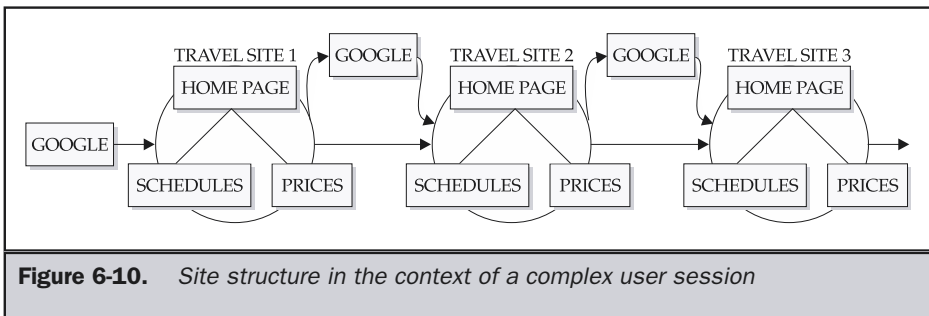 GOOGLE
TRAVEL SITE 1
HOME PAGE
SCHEDULES
PRICES
GOOGLE
TRAVEL SITE 2
HOME PAGE
SCHEDULES
PRICES
GOOGLE
TRAVEL SITE 3
HOME PAGE
SCHEDULES
PRICES
Figure 6-10. Site structure in the context of a complex user session